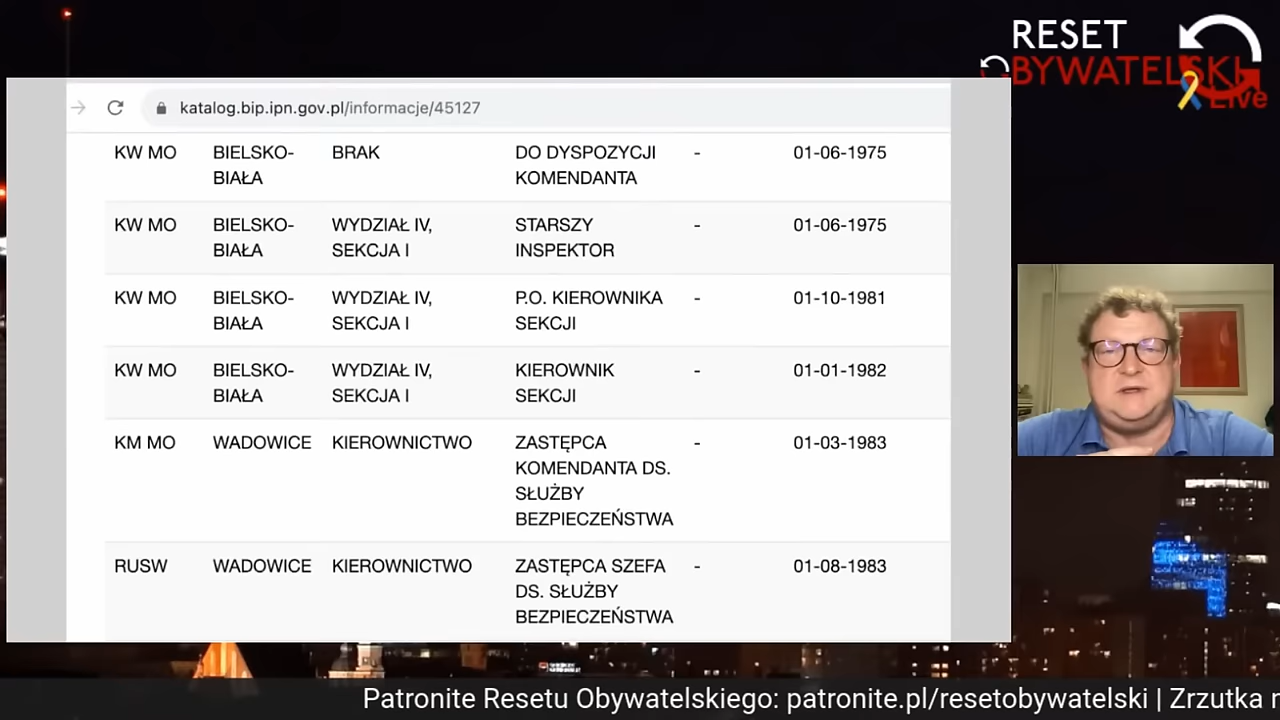 RESET
OBYWATELSKI
Live
katalog.bip.ipn.gov.pl/informacje/45127
KW MO BIELSKO- BRAK DO DYSPOZYCJI - 01-06-1975
BIAŁA KOMENDANTA
KW MO BIELSKO- WYDZIAŁ IV, STARSZY - 01-06-1975
BIAŁA SEKCJA I INSPEKTOR
KW MO BIELSKO- WYDZIAŁ IV, P.O. KIEROWNIKA - 01-10-1981
BIAŁA SEKCJA I SEKCJI
KW MO BIELSKO- WYDZIAŁ IV, KIEROWNIK - 01-01-1982
BIAŁA SEKCJA I SEKCJI
KM MO WADOWICE KIEROWNICTWO ZASTĘPCA - 01-03-1983
KOMENDANTA DS.
SŁUŻBY
BEZPIECZEŃSTWA
RUSW WADOWICE KIEROWNICTWO ZASTĘPCA SZEFA - 01-08-1983
DS. SŁUŻBY
BEZPIECZEŃSTWA
Patronite Resetu Obywatelskiego: patronite.pl/resetobywatelski | Zrzutka